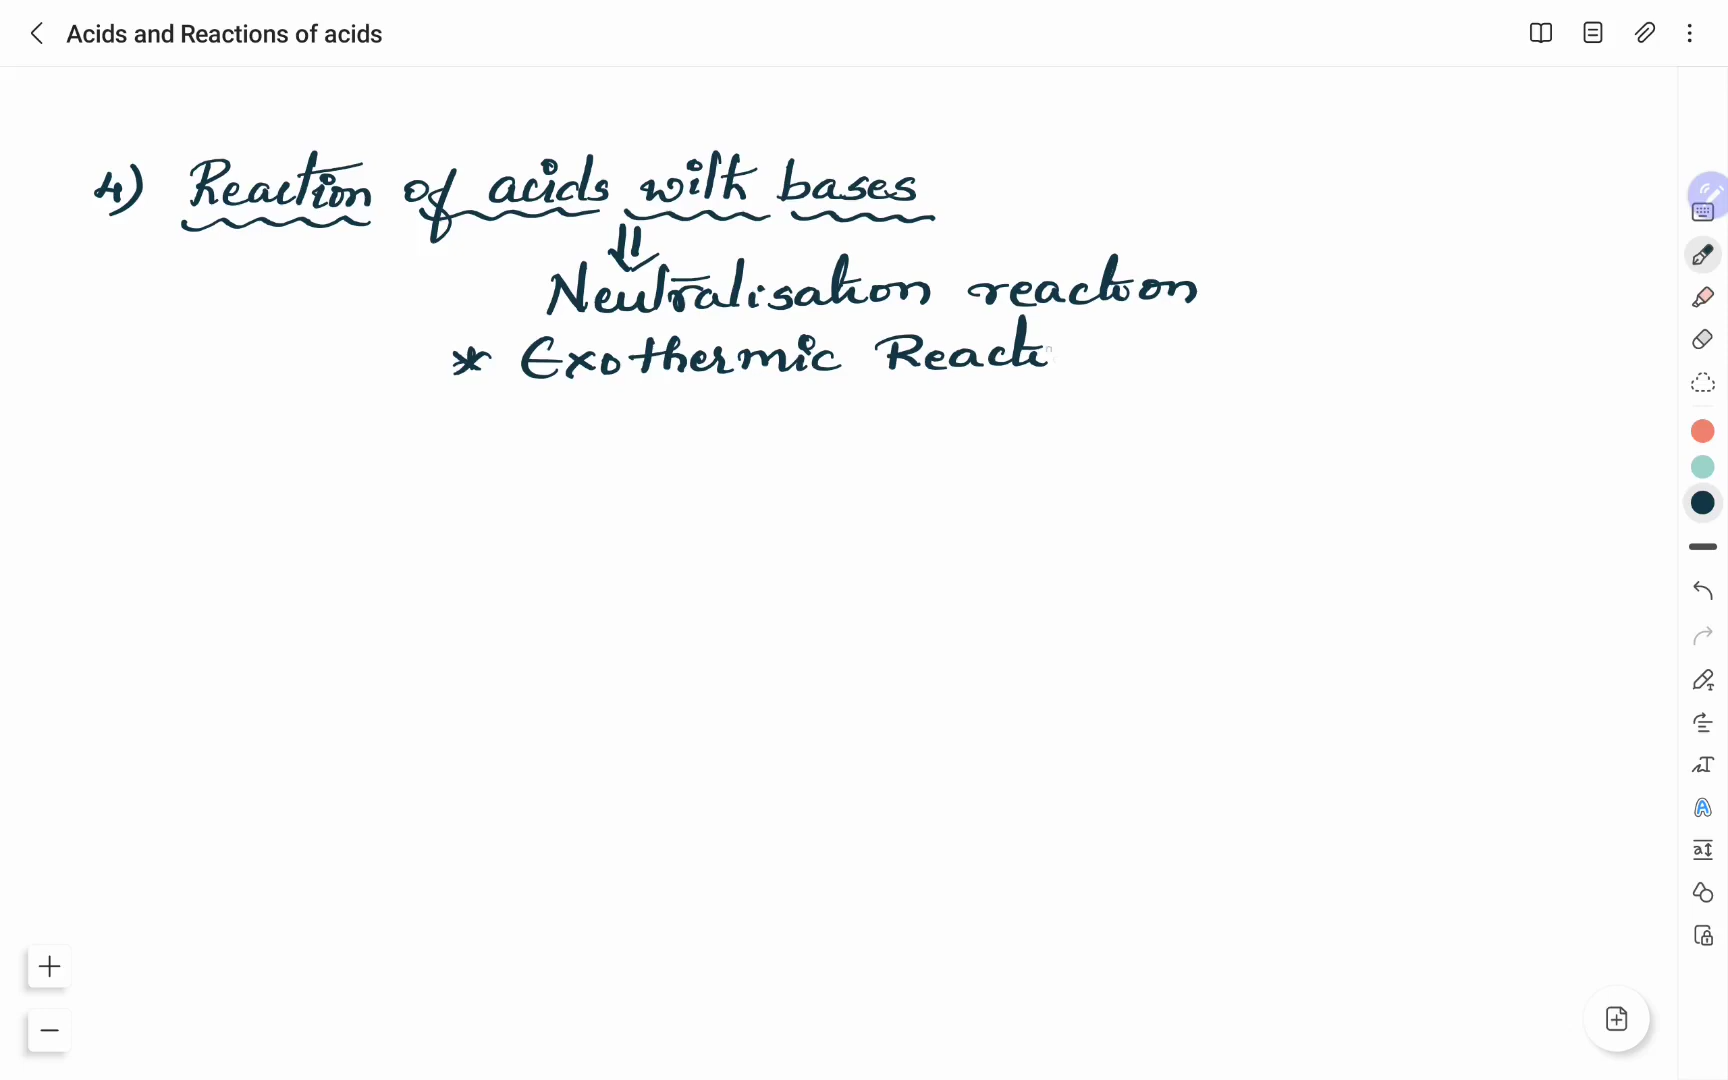 Acids and Reactions of acids
4) Reaction of acids with bases
Neutralisation reaction
* Exothermic Reacti